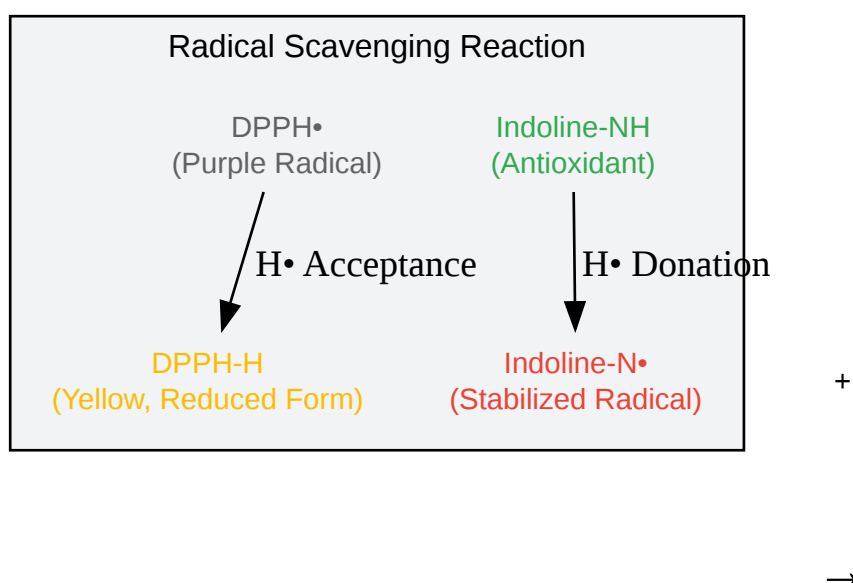 Radical Scavenging Reaction
DPPH•
(Purple Radical)
Indoline-NH
(Antioxidant)
H• Acceptance
H• Donation
DPPH-H
(Yellow, Reduced Form)
Indoline-N•
(Stabilized Radical)
+
→